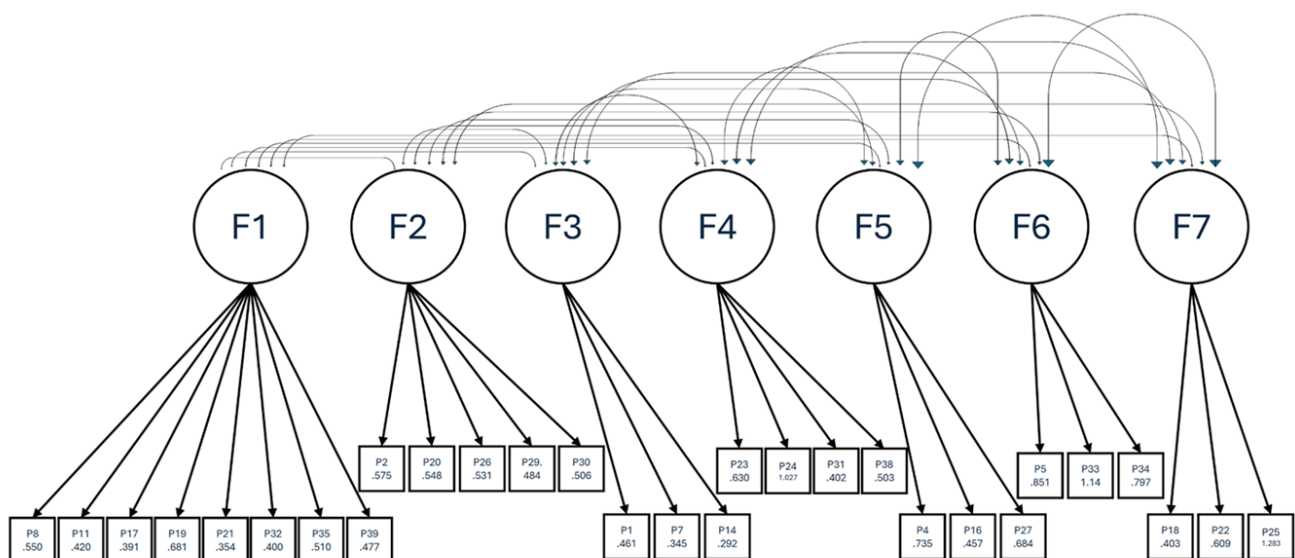 F1
F2
F3
F4
F5
F6
F7
P2
.575
P20
.548
P26
.531
P29.
484
P30
.506
P23
.630
P24
1.027
P31
.402
P38
.503
P5
.851
P33
1.14
P34
.797
P8
.550
P11
.420
P17
.391
P19
.681
P21
.354
P32
.400
P35
.510
P39
.477
P1
.461
P7
.345
P14
.292
P4
.735
P16
.457
P27
.684
P18
.403
P22
.609
P25
1.283